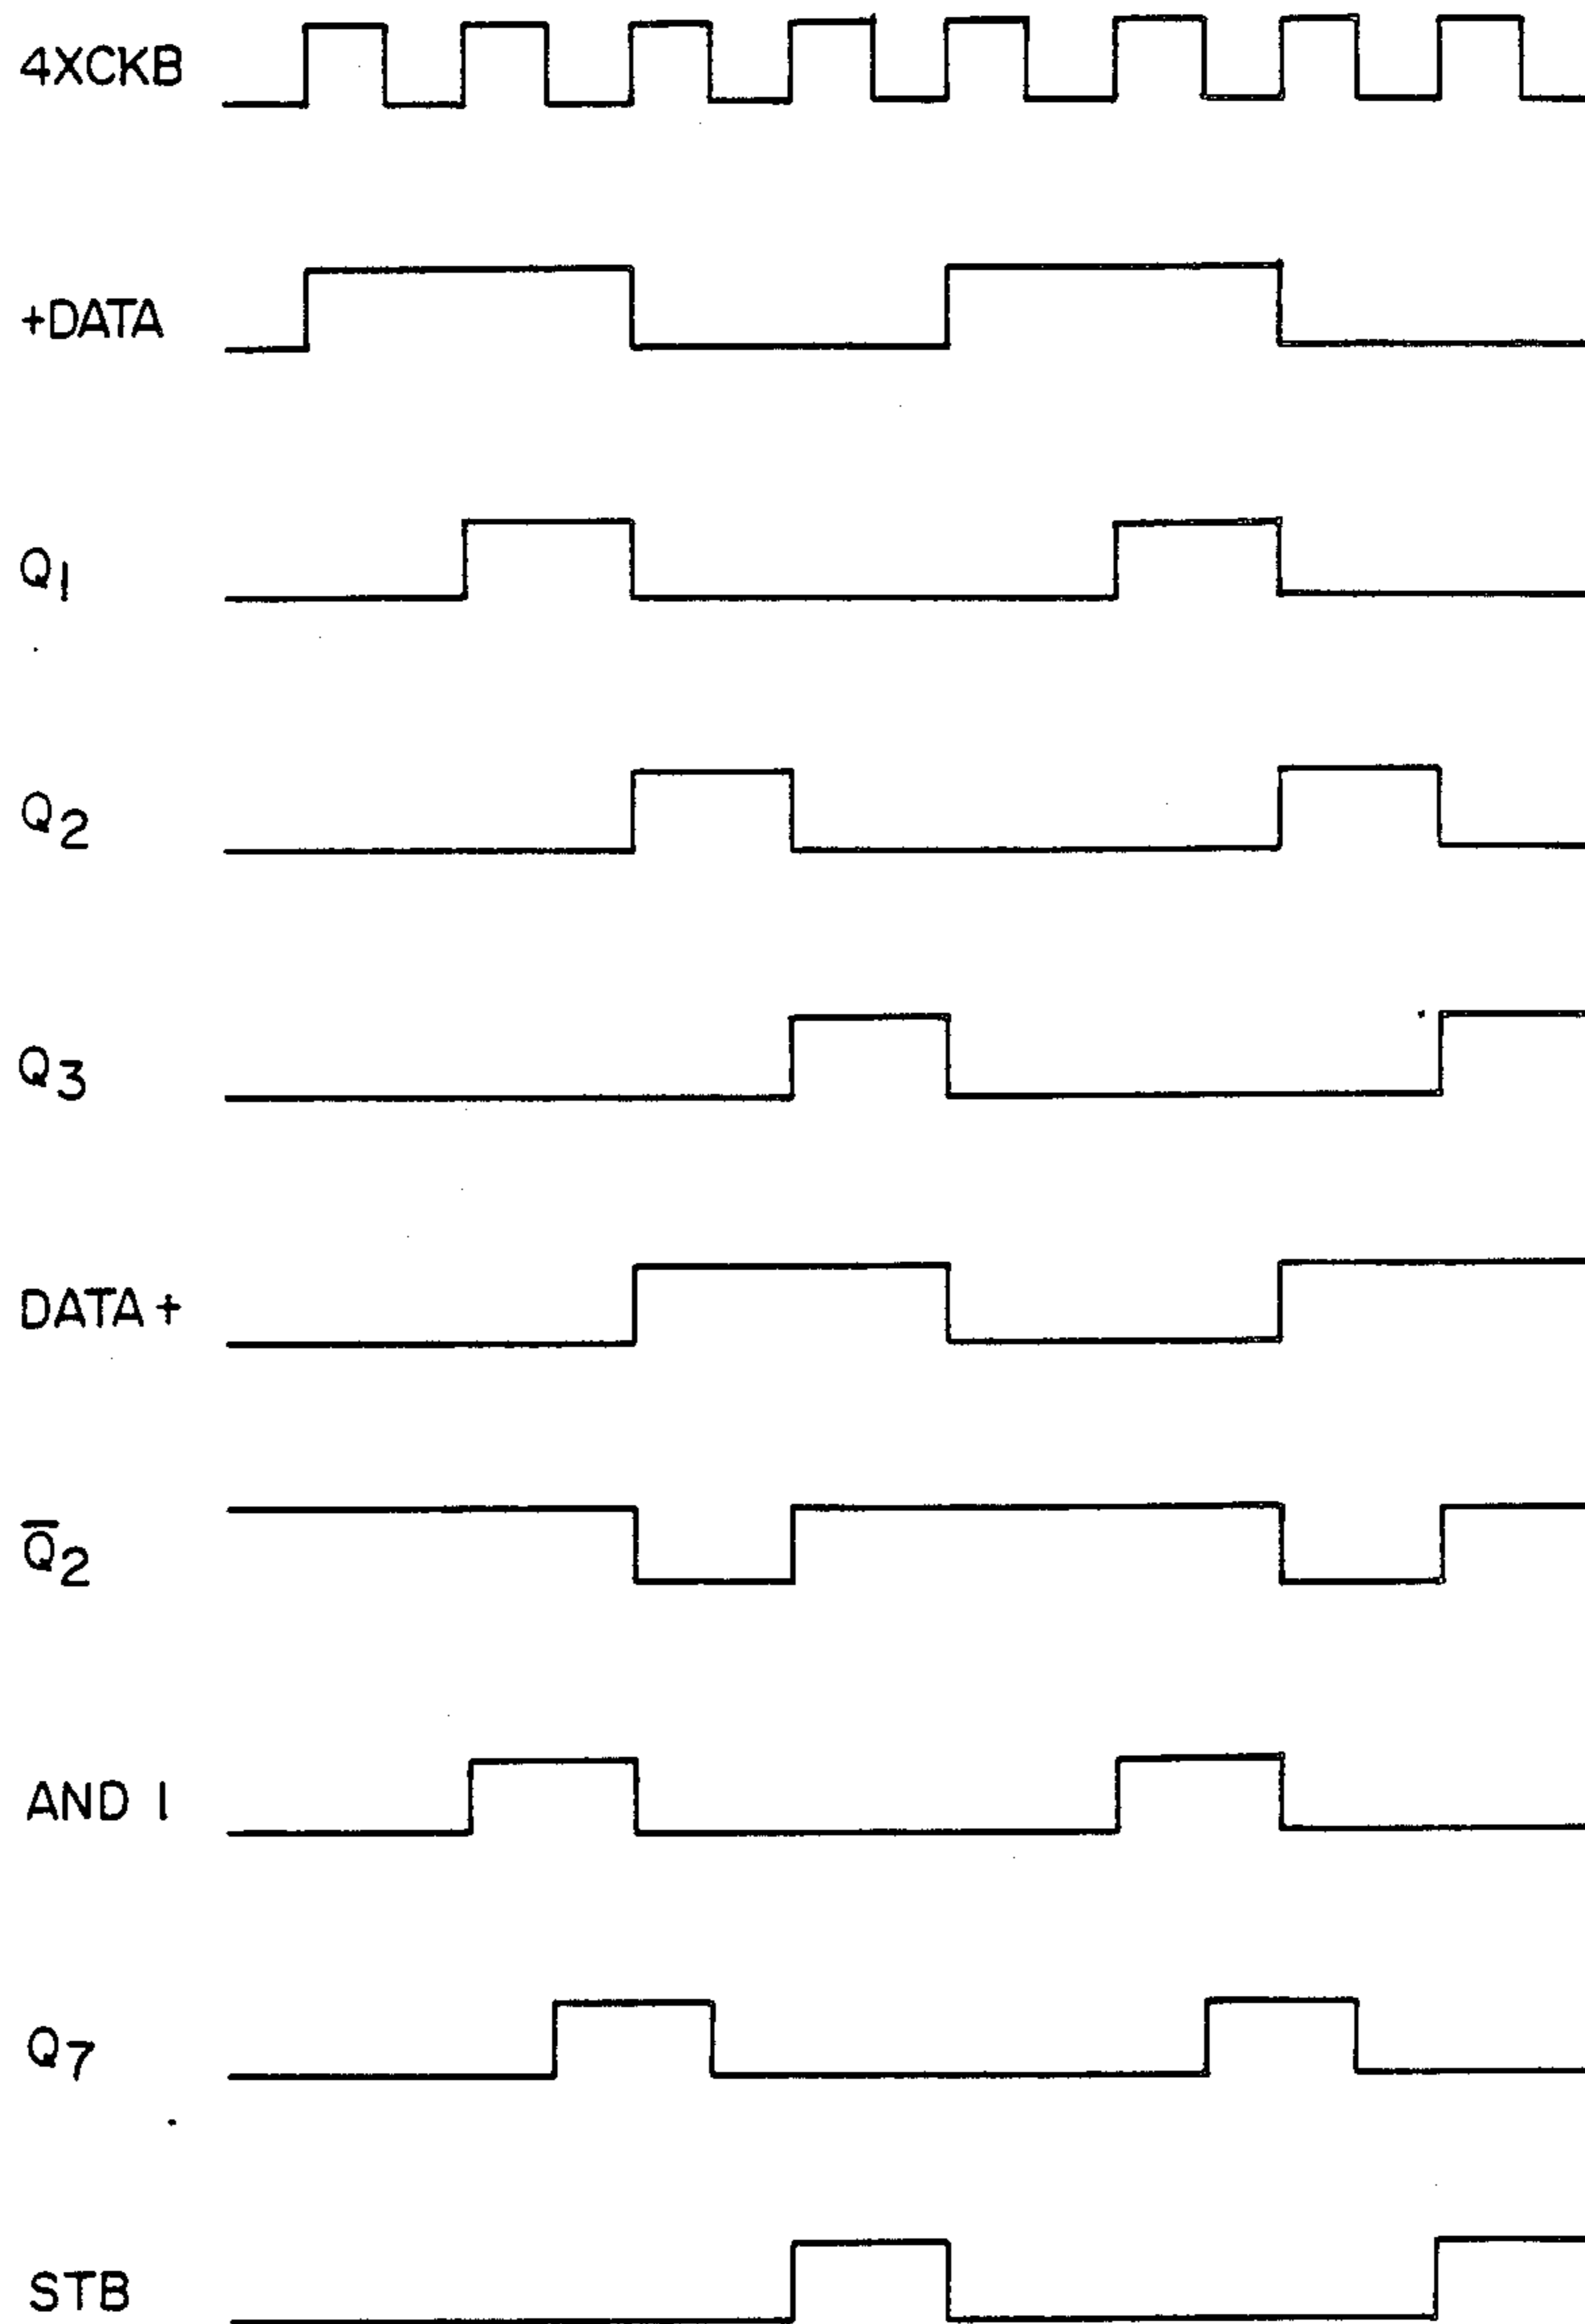 4XCKB
+DATA
Q1
Q2
Q3
DATA +
Q̅2
AND 1
Q7
STB